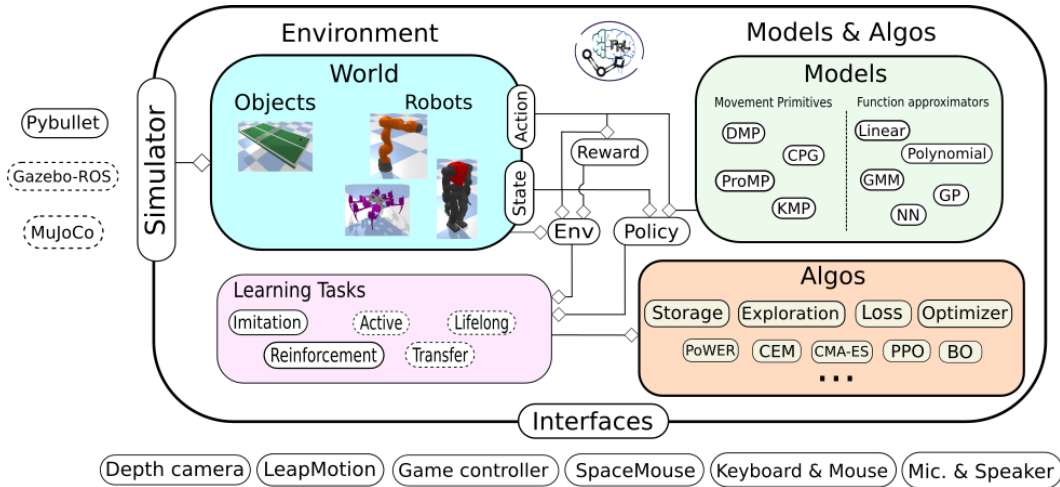 Environment
Models & Algos
World
Objects
Robots
Action
State
Simulator
Pybullet
Gazebo-ROS
MuJoCo
Reward
Env
Policy
Models
Movement Primitives
Function approximators
DMP
CPG
ProMP
KMP
Linear
Polynomial
GMM
GP
NN
Learning Tasks
Imitation
Active
Lifelong
Reinforcement
Transfer
Algos
Storage
Exploration
Loss
Optimizer
PoWER
CEM
CMA-ES
PPO
BO
...
Interfaces
Depth camera
LeapMotion
Game controller
SpaceMouse
Keyboard & Mouse
Mic. & Speaker